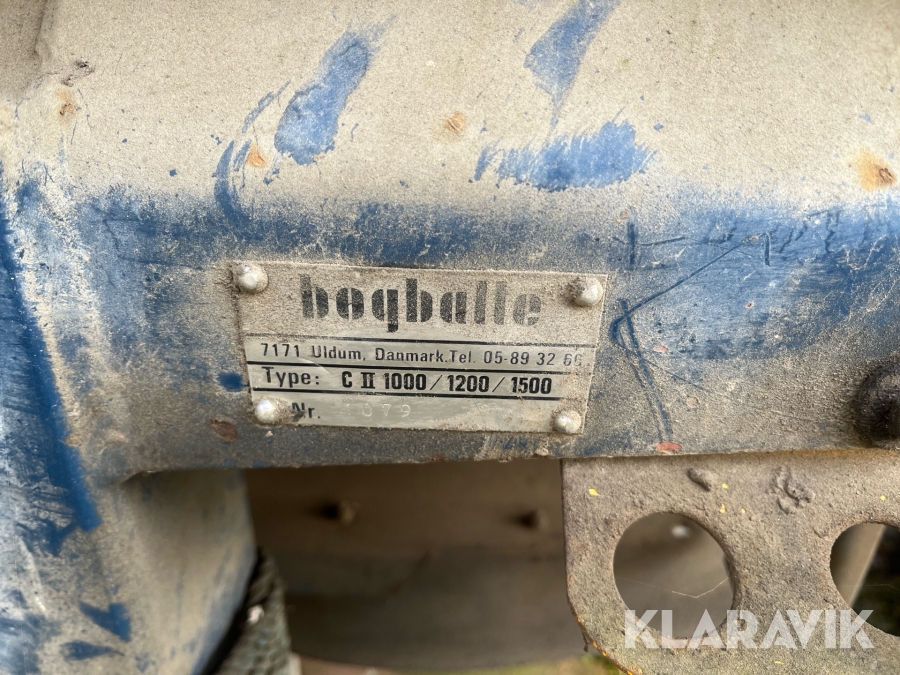 bogballe
7171 Uldum, Danmark. Tel. 05-89 32 66
Type: C II 1000/1200/1500
Nr.
KLARAVIK